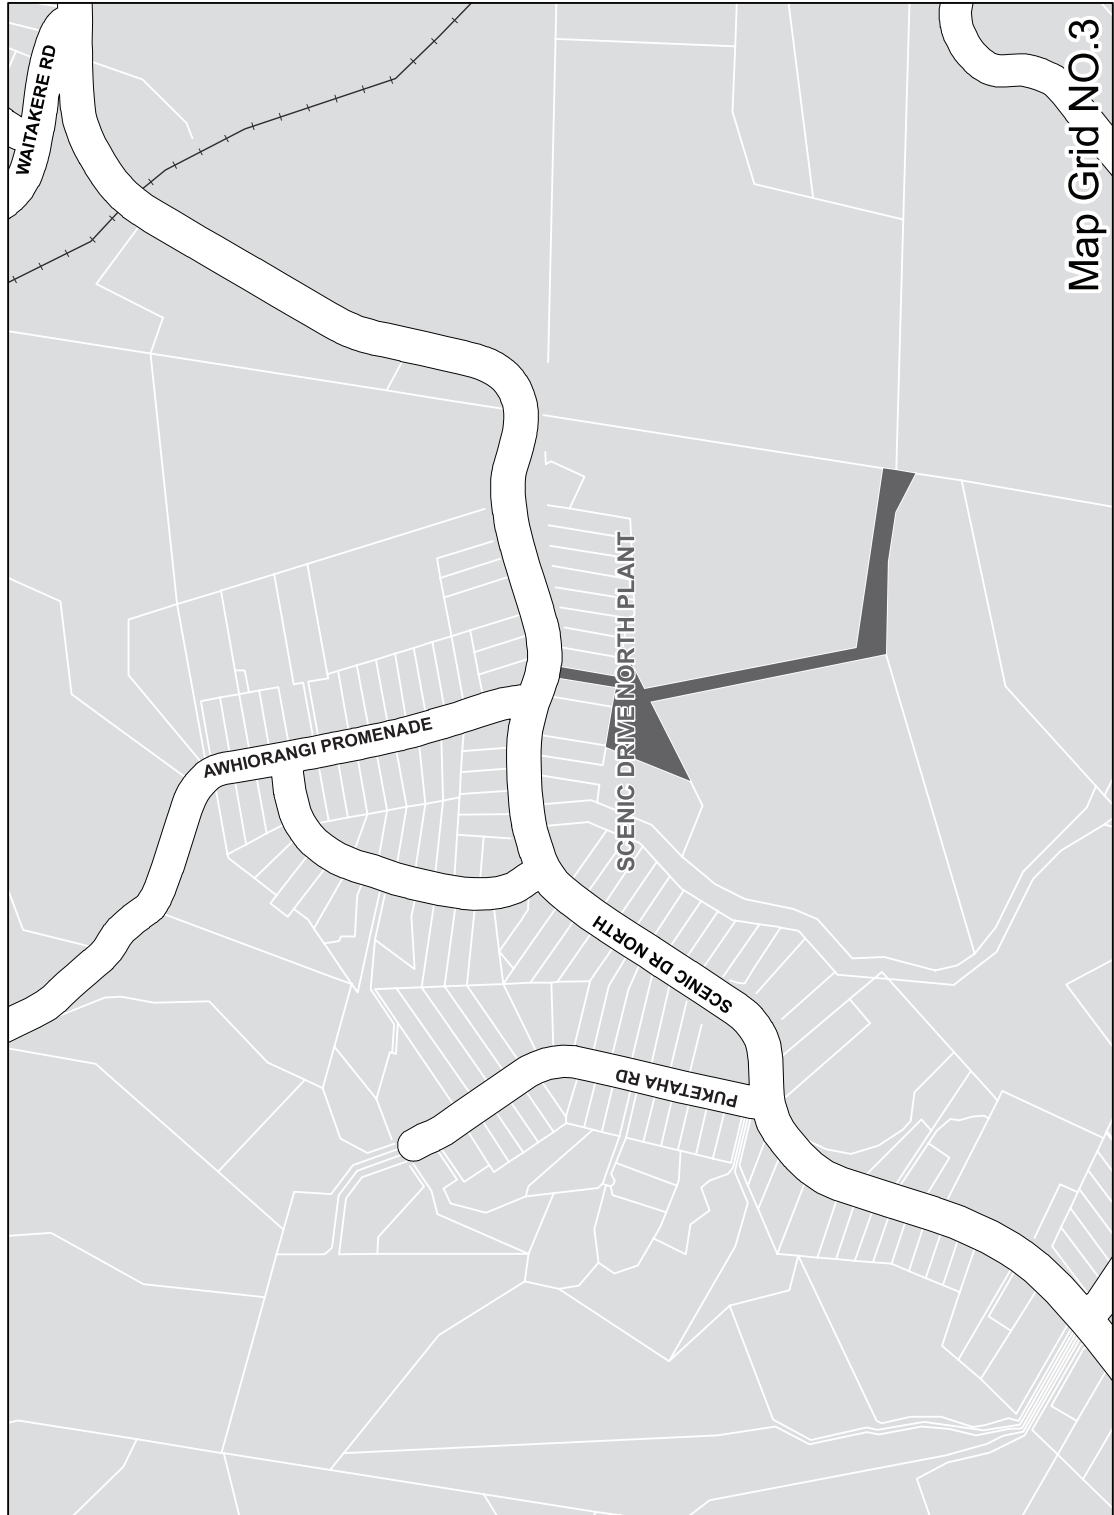 WAITAKERE RD
Map Grid NO.3
SCENIC DRIVE NORTH PLANT
AWHIORANGI PROMENADE
SCENIC DR NORTH
PUKETAHA RD